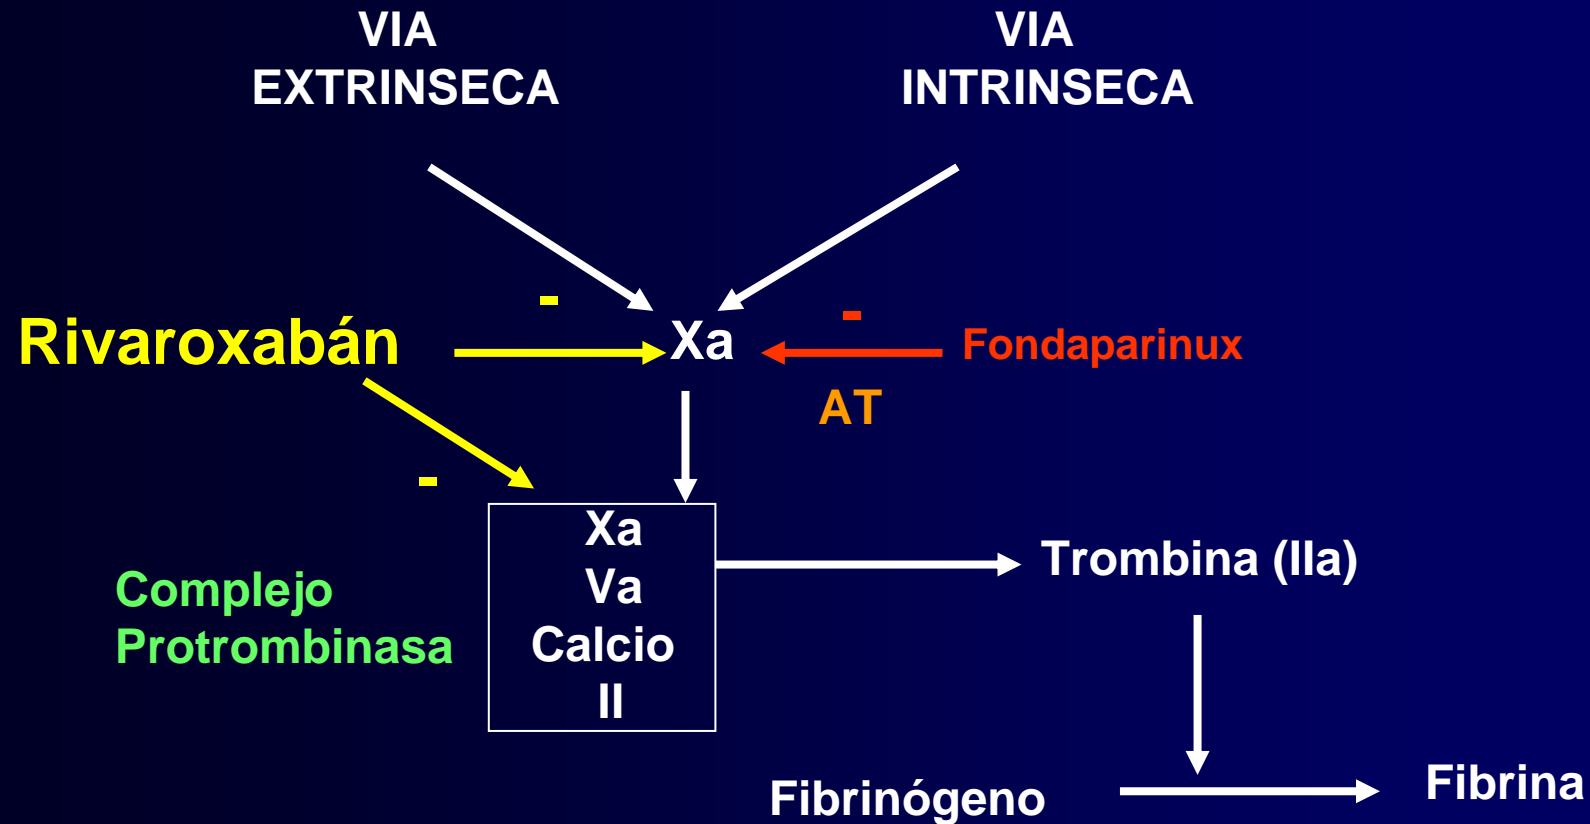 VIA
EXTRINSECA
VIA
INTRINSECA
-
-
Rivaroxabán
Xa
Fondaparinux
AT
-
Xa
Va
Calcio
II
Complejo
Protrombinasa
Trombina (IIa)
Fibrinógeno
Fibrina